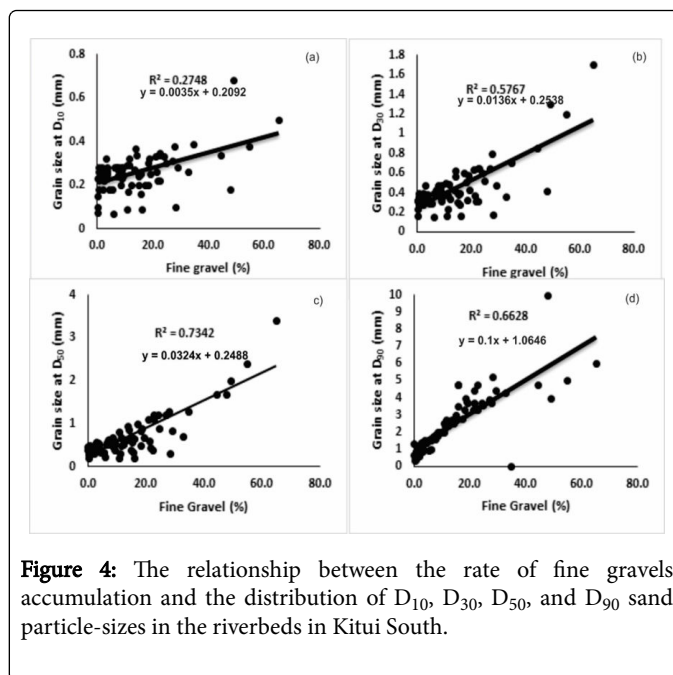 (a)
R² = 0.2748
y = 0.0035x + 0.2092
Grain size at D₁₀ (mm)
0.8
0.6
0.4
0.2
0
0.0 20.0 40.0 60.0 80.0
Fine gravel (%)
(b)
R² = 0.5767
y = 0.0136x + 0.2538
Grain size at D₃₀ (mm)
1.8
1.6
1.4
1.2
1
0.8
0.6
0.4
0.2
0
0.0 20.0 40.0 60.0 80.0
Fine gravel (%)
c)
R² = 0.7342
y = 0.0324x + 0.2488
Grain size at D₅₀ (mm)
4
3
2
1
0
0.0 20.0 40.0 60.0 80.0
Fine Gravel (%)
(d)
R² = 0.6628
y = 0.1x + 1.0646
Grain size at D₉₀ (mm)
10
9
8
7
6
5
4
3
2
1
0
0.0 20.0 40.0 60.0 80.0
Fine Gravel (%)
Figure 4: The relationship between the rate of fine gravels
accumulation and the distribution of D₁₀, D₃₀, D₅₀, and D₉₀ sand
particle-sizes in the riverbeds in Kitui South.